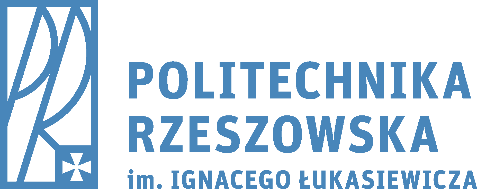 POLITECHNIKA
RZESZOWSKA
im. IGNACEGO ŁUKASIEWICZA